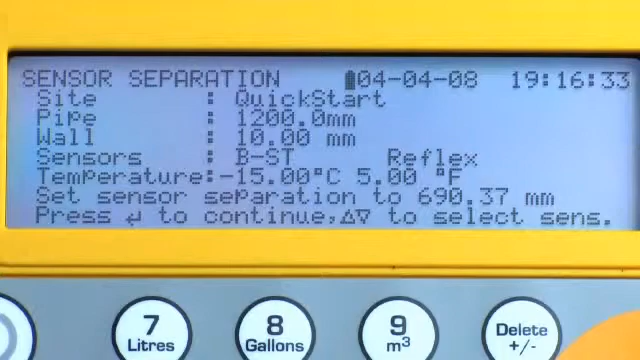 SENSOR SEPARATION 04-04-08 19:16:33
Site : QuickStart
Pipe : 1200.0mm
Wall : 10.00 mm
Sensors : B-ST Reflex
Temperature:-15.00°C 5.00 °F
Set sensor separation to 690.37 mm
Press ↵ to continue,△▽ to select sens.
7 8 9 Delete
Litres Gallons m³ +/-